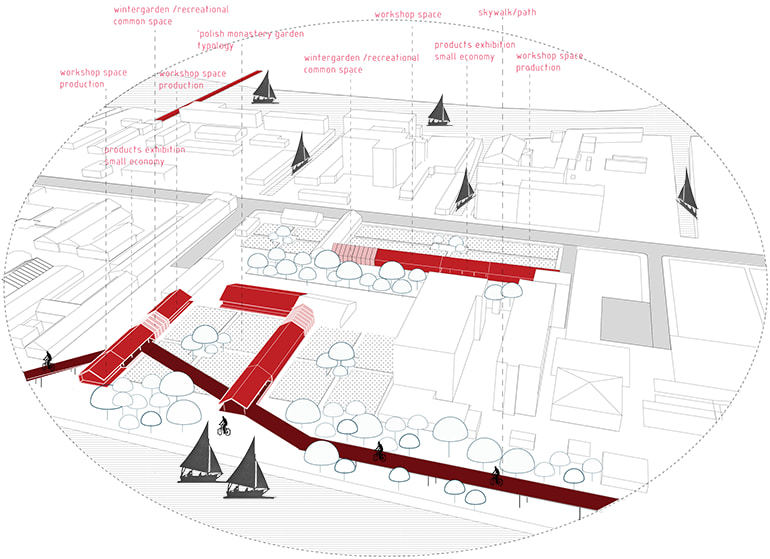 wintergarden /recreational
common space
workshop space
skywalk/path
'polish monastery garden
typology
wintergarden /recreational
common space
products exhibition
small economy
workshop space
production
workshop space
production
workshop space
production
products exhibition
small economy